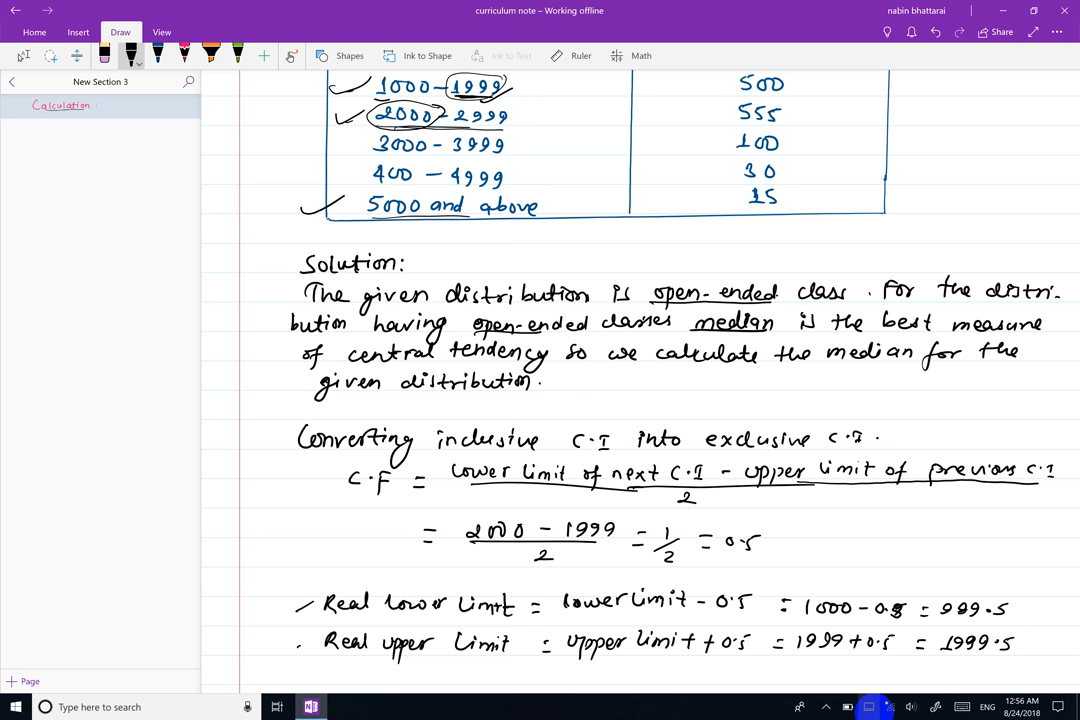 curriculum note – Working offline
nabin bhattarai
Home Insert Draw View
Share
Shapes Ink to Shape Ink to Text Ruler Math
New Section 3
Calculation
1000 - 1999 500
2000 - 2999 555
3000 - 3999 100
400 - 4999 30
5000 and above 15
Solution:
The given distribution is open-ended class. For the distri-
bution having open-ended classes median is the best measure
of central tendency so we calculate the median for the
given distribution.
Converting inclusive C.I into exclusive C.I.
C.F = lower limit of next C.I - upper limit of previous C.I
2
= 2000 - 1999 = 1/2 = 0.5
2
Real lower limit = lower limit - 0.5 = 1000 - 0.5 = 999.5
Real upper limit = upper limit + 0.5 = 1999 + 0.5 = 1999.5
+ Page
Type here to search
ENG
12:56 AM
8/24/2018